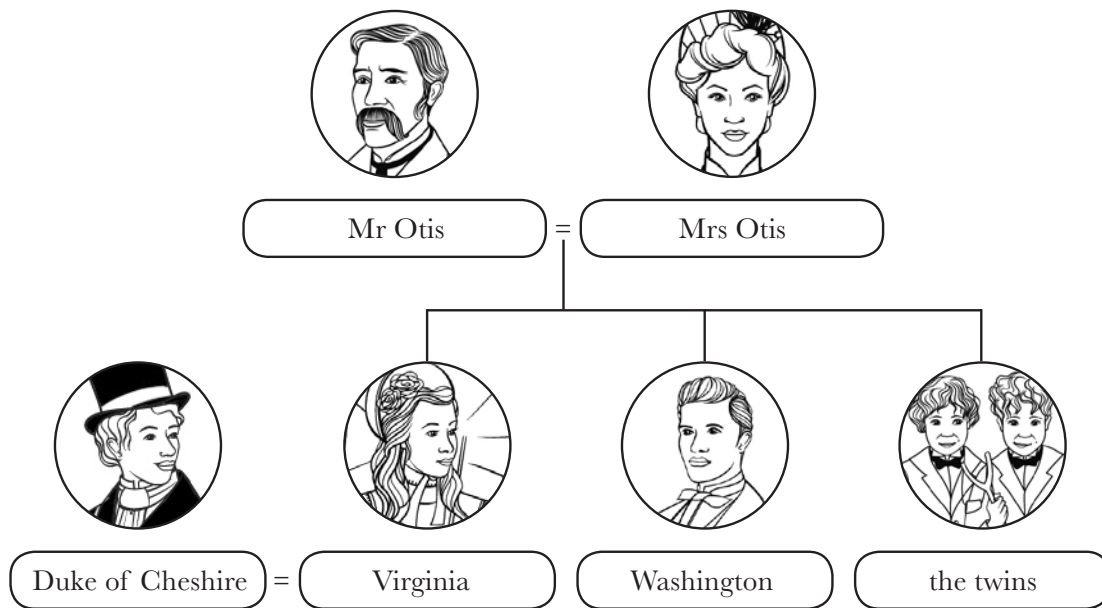 Mr Otis = Mrs Otis
Duke of Cheshire = Virginia Washington the twins